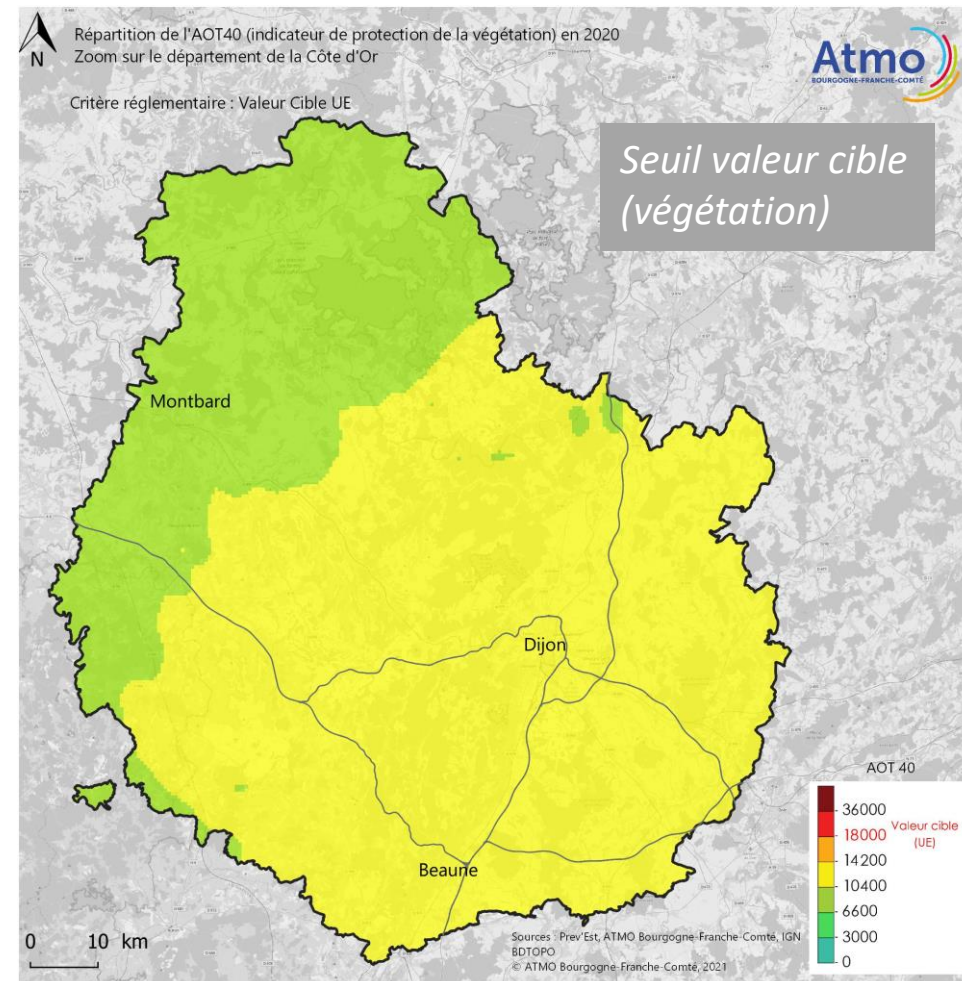 Répartition de l'AOT40 (indicateur de protection de la végétation) en 2020
Zoom sur le département de la Côte d'Or
N
Critère réglementaire : Valeur Cible UE
Atmo
BOURGOGNE-FRANCHE-COMTÉ
Seuil valeur cible
(végétation)
Montbard
Dijon
Beaune
AOT 40
36000
18000 Valeur cible
(UE)
14200
10400
6600
3000
0
0 10 km
Sources : Prev'Est, ATMO Bourgogne-Franche-Comté, IGN
BDTOPO
© ATMO Bourgogne-Franche-Comté, 2021